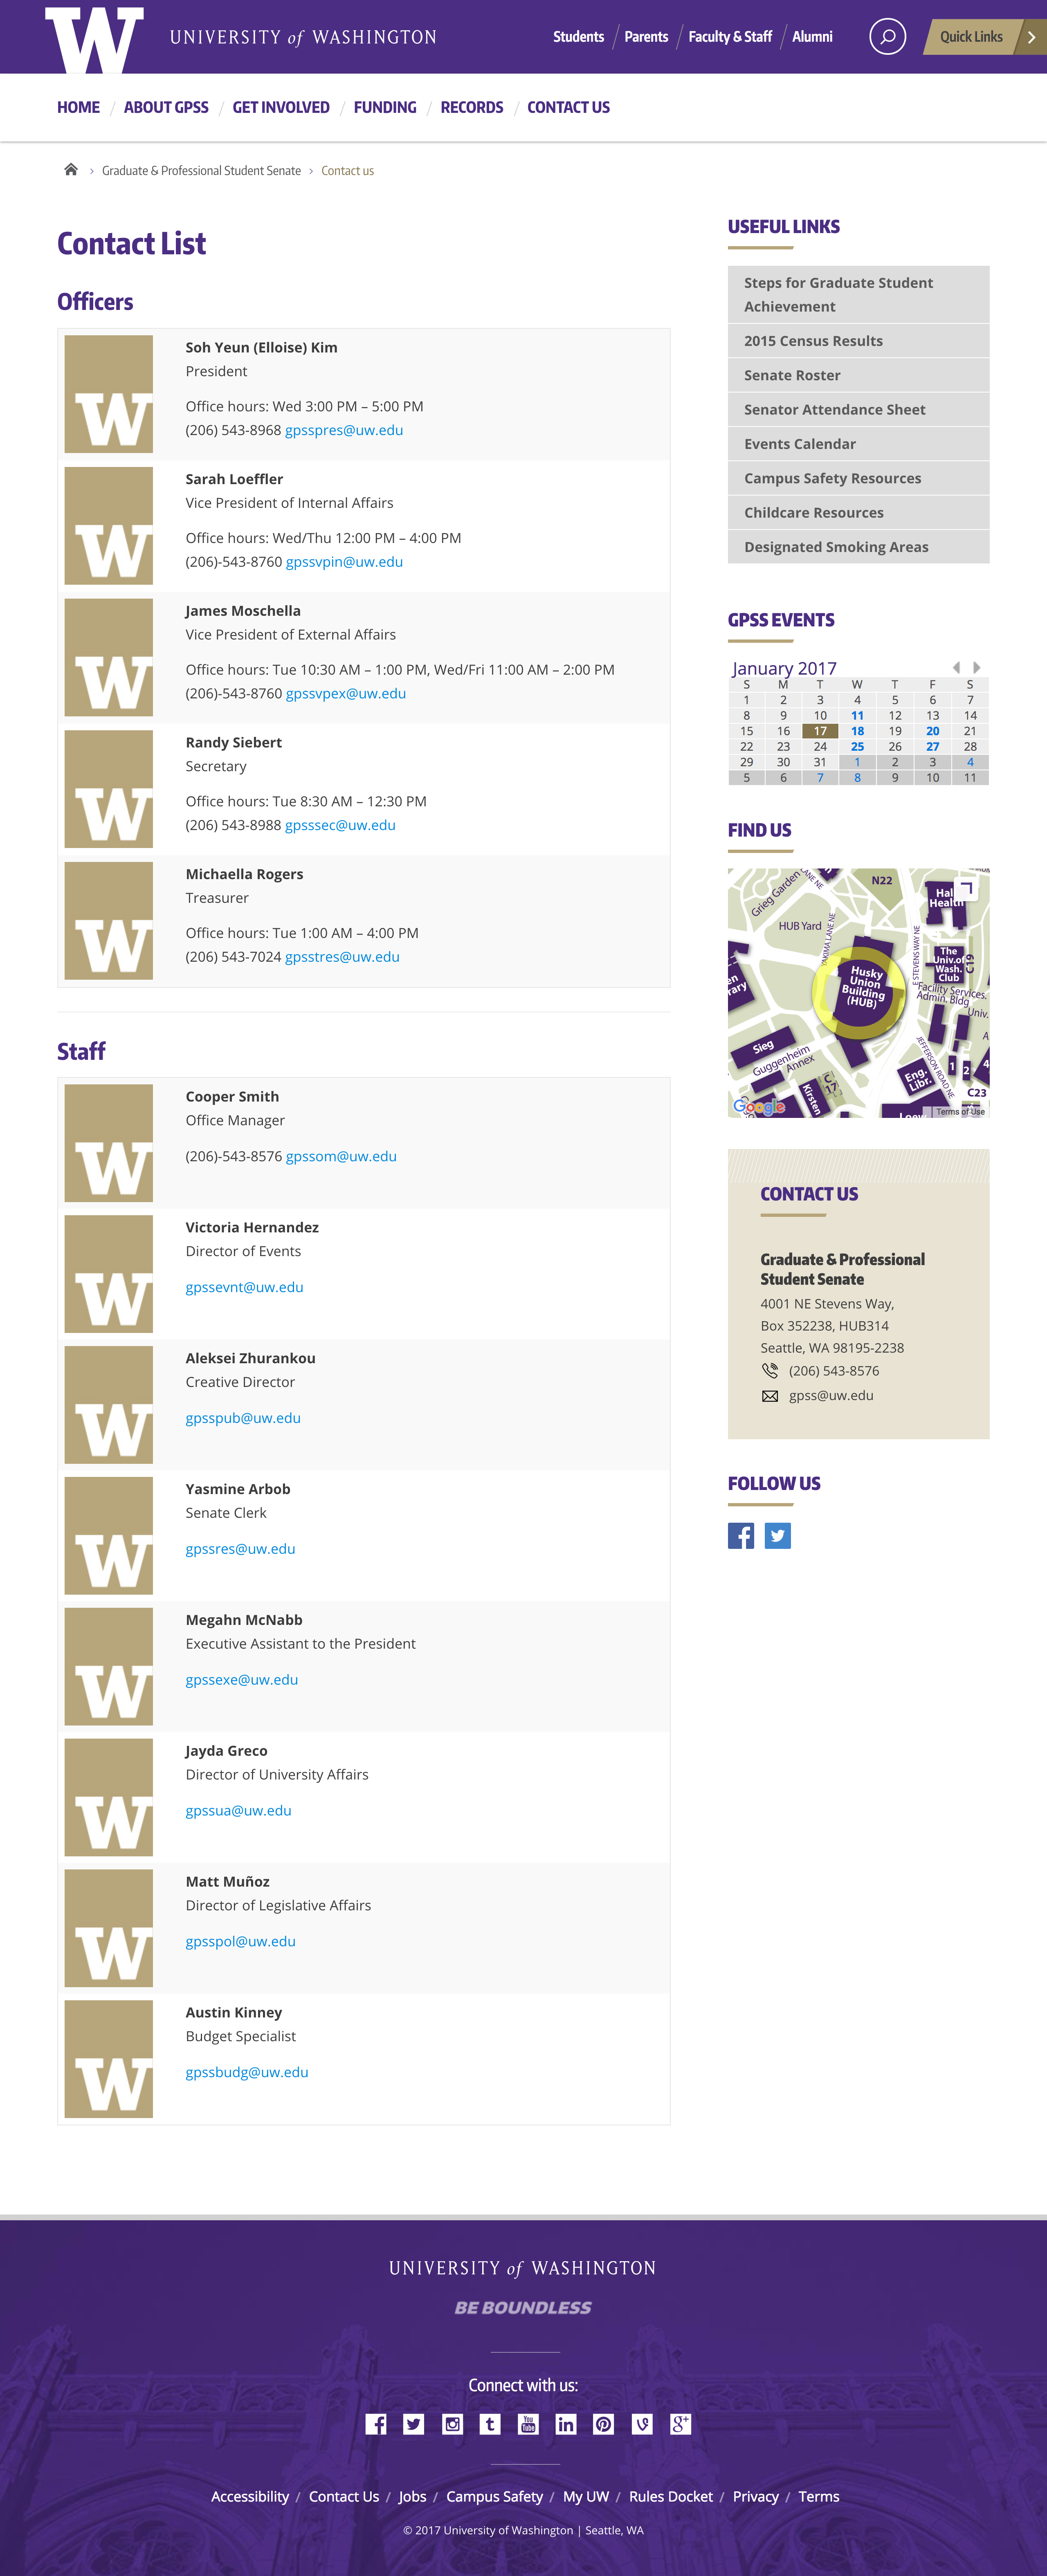 W
UNIVERSITY of WASHINGTON
Students
Parents
Faculty & Staff
Alumni
Quick Links
HOME / ABOUT GPSS / GET INVOLVED / FUNDING / RECORDS / CONTACT US
Graduate & Professional Student Senate
Contact us
Contact List
Officers
W
Soh Yeun (Elloise) Kim
President
Office hours: Wed 3:00 PM – 5:00 PM
(206) 543-8968 gpsspres@uw.edu
W
Sarah Loeffler
Vice President of Internal Affairs
Office hours: Wed/Thu 12:00 PM – 4:00 PM
(206)-543-8760 gpssvpin@uw.edu
W
James Moschella
Vice President of External Affairs
Office hours: Tue 10:30 AM – 1:00 PM, Wed/Fri 11:00 AM – 2:00 PM
(206)-543-8760 gpssvpex@uw.edu
W
Randy Siebert
Secretary
Office hours: Tue 8:30 AM – 12:30 PM
(206) 543-8988 gpsssec@uw.edu
W
Michaella Rogers
Treasurer
Office hours: Tue 1:00 AM – 4:00 PM
(206) 543-7024 gpsstres@uw.edu
Staff
W
Cooper Smith
Office Manager
(206)-543-8576 gpssom@uw.edu
W
Victoria Hernandez
Director of Events
gpssevnt@uw.edu
W
Aleksei Zhurankou
Creative Director
gpsspub@uw.edu
W
Yasmine Arbob
Senate Clerk
gpssres@uw.edu
W
Megahn McNabb
Executive Assistant to the President
gpssexe@uw.edu
W
Jayda Greco
Director of University Affairs
gpssua@uw.edu
W
Matt Muñoz
Director of Legislative Affairs
gpsspol@uw.edu
W
Austin Kinney
Budget Specialist
gpssbudg@uw.edu
USEFUL LINKS
Steps for Graduate Student
Achievement
2015 Census Results
Senate Roster
Senator Attendance Sheet
Events Calendar
Campus Safety Resources
Childcare Resources
Designated Smoking Areas
GPSS EVENTS
January 2017
S M T W T F S
1 2 3 4 5 6 7
8 9 10 11 12 13 14
15 16 17 18 19 20 21
22 23 24 25 26 27 28
29 30 31 1 2 3 4
5 6 7 8 9 10 11
FIND US
Grieg Garden
LANE NE
N22
Hall
Health
HUB Yard
YAKIMA LANE NE
E STEVENS WAY NE
The
Univ. of
Wash.
Club
C19
Husky
Union
Building
(HUB)
Facility Services
Admin. Bldg
Univ.
Sieg
Guggenheim
Annex
C17
Kirsten
JEFFERSON ROAD NE
Eng.
Libr.
1
2
4
C23
Loew
Google
Terms of Use
CONTACT US
Graduate & Professional
Student Senate
4001 NE Stevens Way,
Box 352238, HUB314
Seattle, WA 98195-2238
(206) 543-8576
gpss@uw.edu
FOLLOW US
UNIVERSITY of WASHINGTON
BE BOUNDLESS
Connect with us:
Accessibility / Contact Us / Jobs / Campus Safety / My UW / Rules Docket / Privacy / Terms
© 2017 University of Washington | Seattle, WA